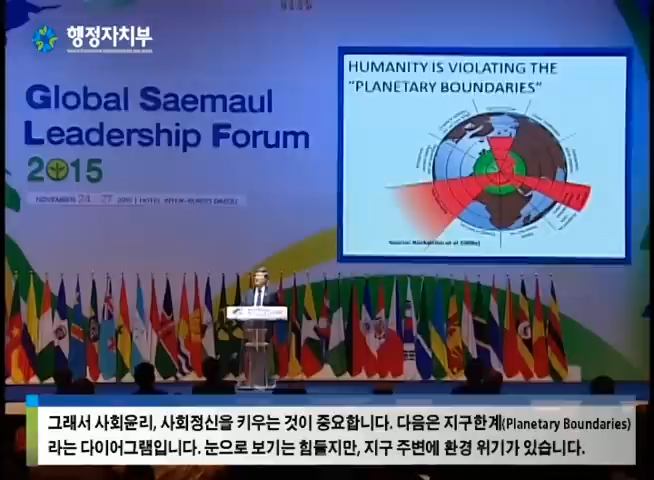 행정자치부
Global Saemaul
Leadership Forum
2015
HUMANITY IS VIOLATING THE
"PLANETARY BOUNDARIES"
그래서 사회윤리, 사회정신을 키우는 것이 중요합니다. 다음은 지구한계(Planetary Boundaries)
라는 다이어그램입니다. 눈으로 보기는 힘들지만, 지구 주변에 환경 위기가 있습니다.